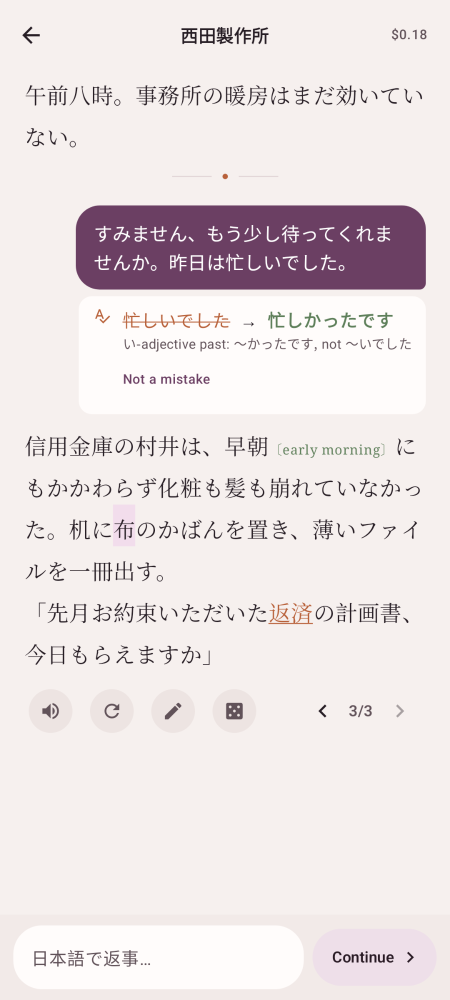 西田製作所
$0.18
午前八時。事務所の暖房はまだ効いてい
ない。
すみません、もう少し待ってくれま
せんか。昨日は忙しいでした。
忙しいでした → 忙しかったです
い-adjective past: 〜かったです, not 〜いでした
Not a mistake
信用金庫の村井は、早朝〔early morning〕に
もかかわらず化粧も髪も崩れていなかっ
た。机に布のかばんを置き、薄いファイ
ルを一冊出す。
「先月お約束いただいた返済の計画書、
今日もらえますか」
3/3
日本語で返事…
Continue